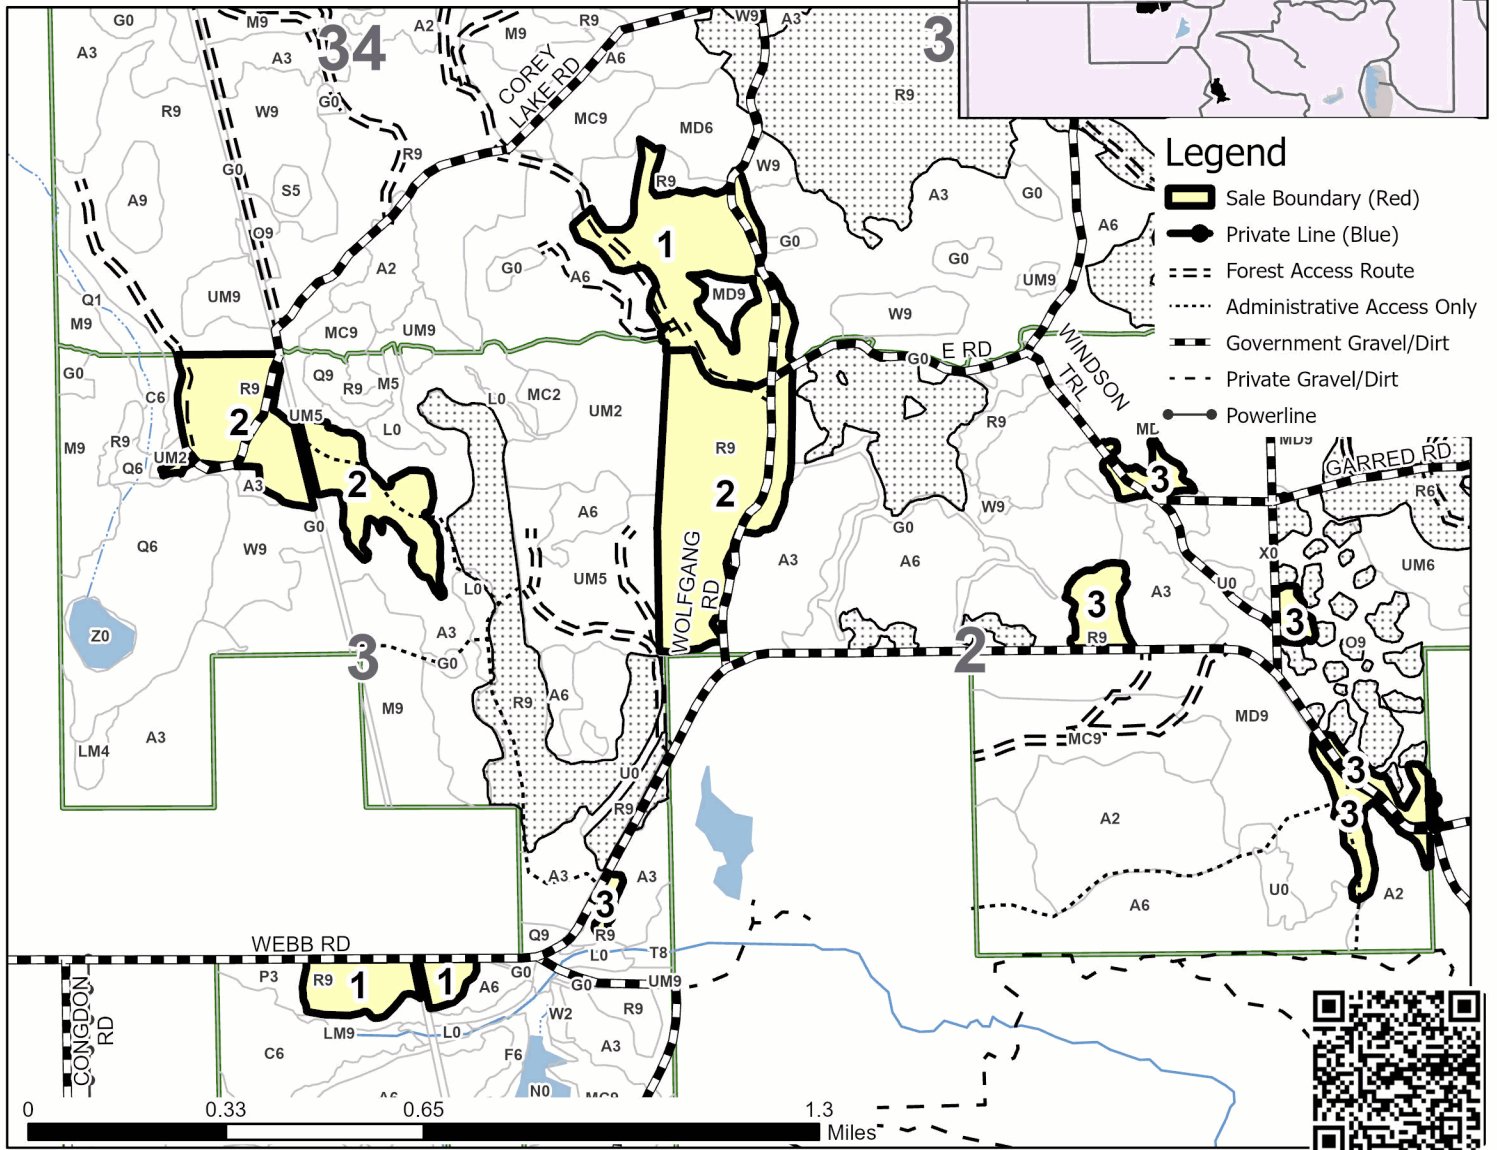 G0
M9
A2
M9
R9
W9
A3
3
A3
A3
34
A6
COREY
LAKE RD
R9
W9
G0
MC9
MD6
R9
G0
R9
W9
A9
S5
R9
A3
G0
O9
1
G0
A6
A2
G0
A6
G0
UM9
Q1
UM9
MD9
M9
MC9
UM9
W9
G0
Q9
R9
M5
G0
E RD
WINDSON
TRL
C6
R9
L0
MC2
UM2
2
UM5
L0
R9
MD
MD9
M9
R9
UM2
Q6
A3
2
R9
2
3
GARRED RD
R6
G0
A6
W9
G0
Q6
W9
A3
A6
X0
UM6
UM5
L0
U0
A3
3
R9
3
Z0
A3
G0
WOLFGANG
RD
3
2
O9
M9
R9
A6
MD9
LM4
A3
MC9
U0
3
R9
3
A2
A3
A3
U0
A2
A6
3
R9
Q9
WEBB RD
L0
T8
G0
P3
R9
1
1
A6
G0
UM9
CONGDON
RD
LM9
L0
W2
R9
C6
F6
A3
A6
N0
MC9
Legend
Sale Boundary (Red)
Private Line (Blue)
Forest Access Route
Administrative Access Only
Government Gravel/Dirt
Private Gravel/Dirt
Powerline
0
0.33
0.65
1.3
Miles